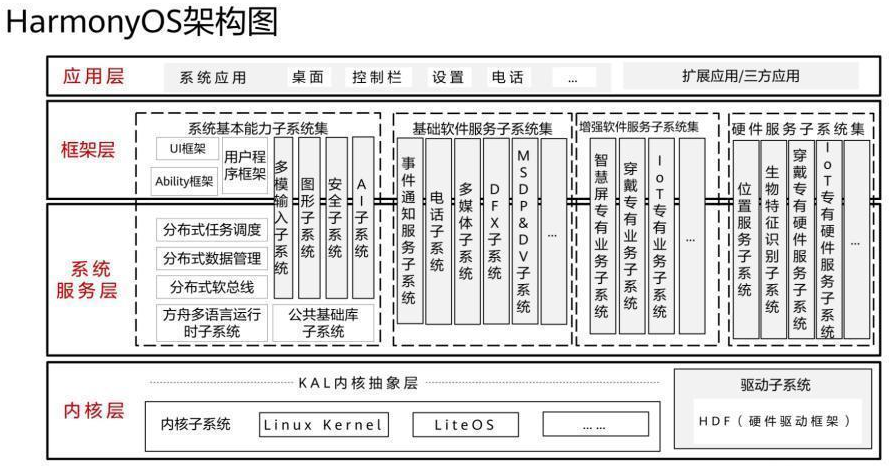 HarmonyOS架构图
应用层
系统应用
桌面
控制栏
设置
电话
...
扩展应用/三方应用
框架层
系统基本能力子系统集
UI框架
Ability框架
用户程
序框架
多模输入子系统
图形子系统
安全子系统
AI子系统
基础软件服务子系统集
事件通知服务子系统
电话子系统
多媒体子系统
DFX子系统
MSDP&DV子系统
...
增强软件服务子系统集
智慧屏专有业务子系统
穿戴专有业务子系统
IoT专有业务子系统
...
硬件服务子系统集
位置服务子系统
生物特征识别子系统
穿戴专有硬件服务子系统
IoT专有硬件服务子系统
...
系统
服务层
分布式任务调度
分布式数据管理
分布式软总线
方舟多语言运行
时子系统
公共基础库
子系统
内核层
KAL内核抽象层
内核子系统
Linux Kernel
LiteOS
... ...
驱动子系统
HDF(硬件驱动框架)